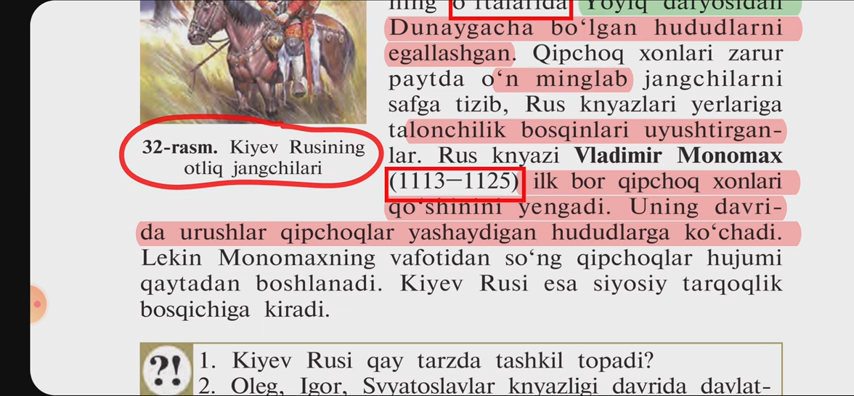 ning o‘rtalarida Yoyiq daryosidan
Dunaygacha bo‘lgan hududlarni
egallashgan. Qipchoq xonlari zarur
paytda o‘n minglab jangchilarni
safga tizib, Rus knyazlari yerlariga
talonchilik bosqinlari uyushtirgan-
lar. Rus knyazi Vladimir Monomax
(1113—1125) ilk bor qipchoq xonlari
qo‘shinini yengadi. Uning davri-
da urushlar qipchoqlar yashaydigan hududlarga ko‘chadi.
Lekin Monomaxning vafotidan so‘ng qipchoqlar hujumi
qaytadan boshlanadi. Kiyev Rusi esa siyosiy tarqoqlik
bosqichiga kiradi.
32-rasm. Kiyev Rusining
otliq jangchilari
?!
1. Kiyev Rusi qay tarzda tashkil topadi?
2. Oleg, Igor, Svyatoslavlar knyazligi davrida davlat-